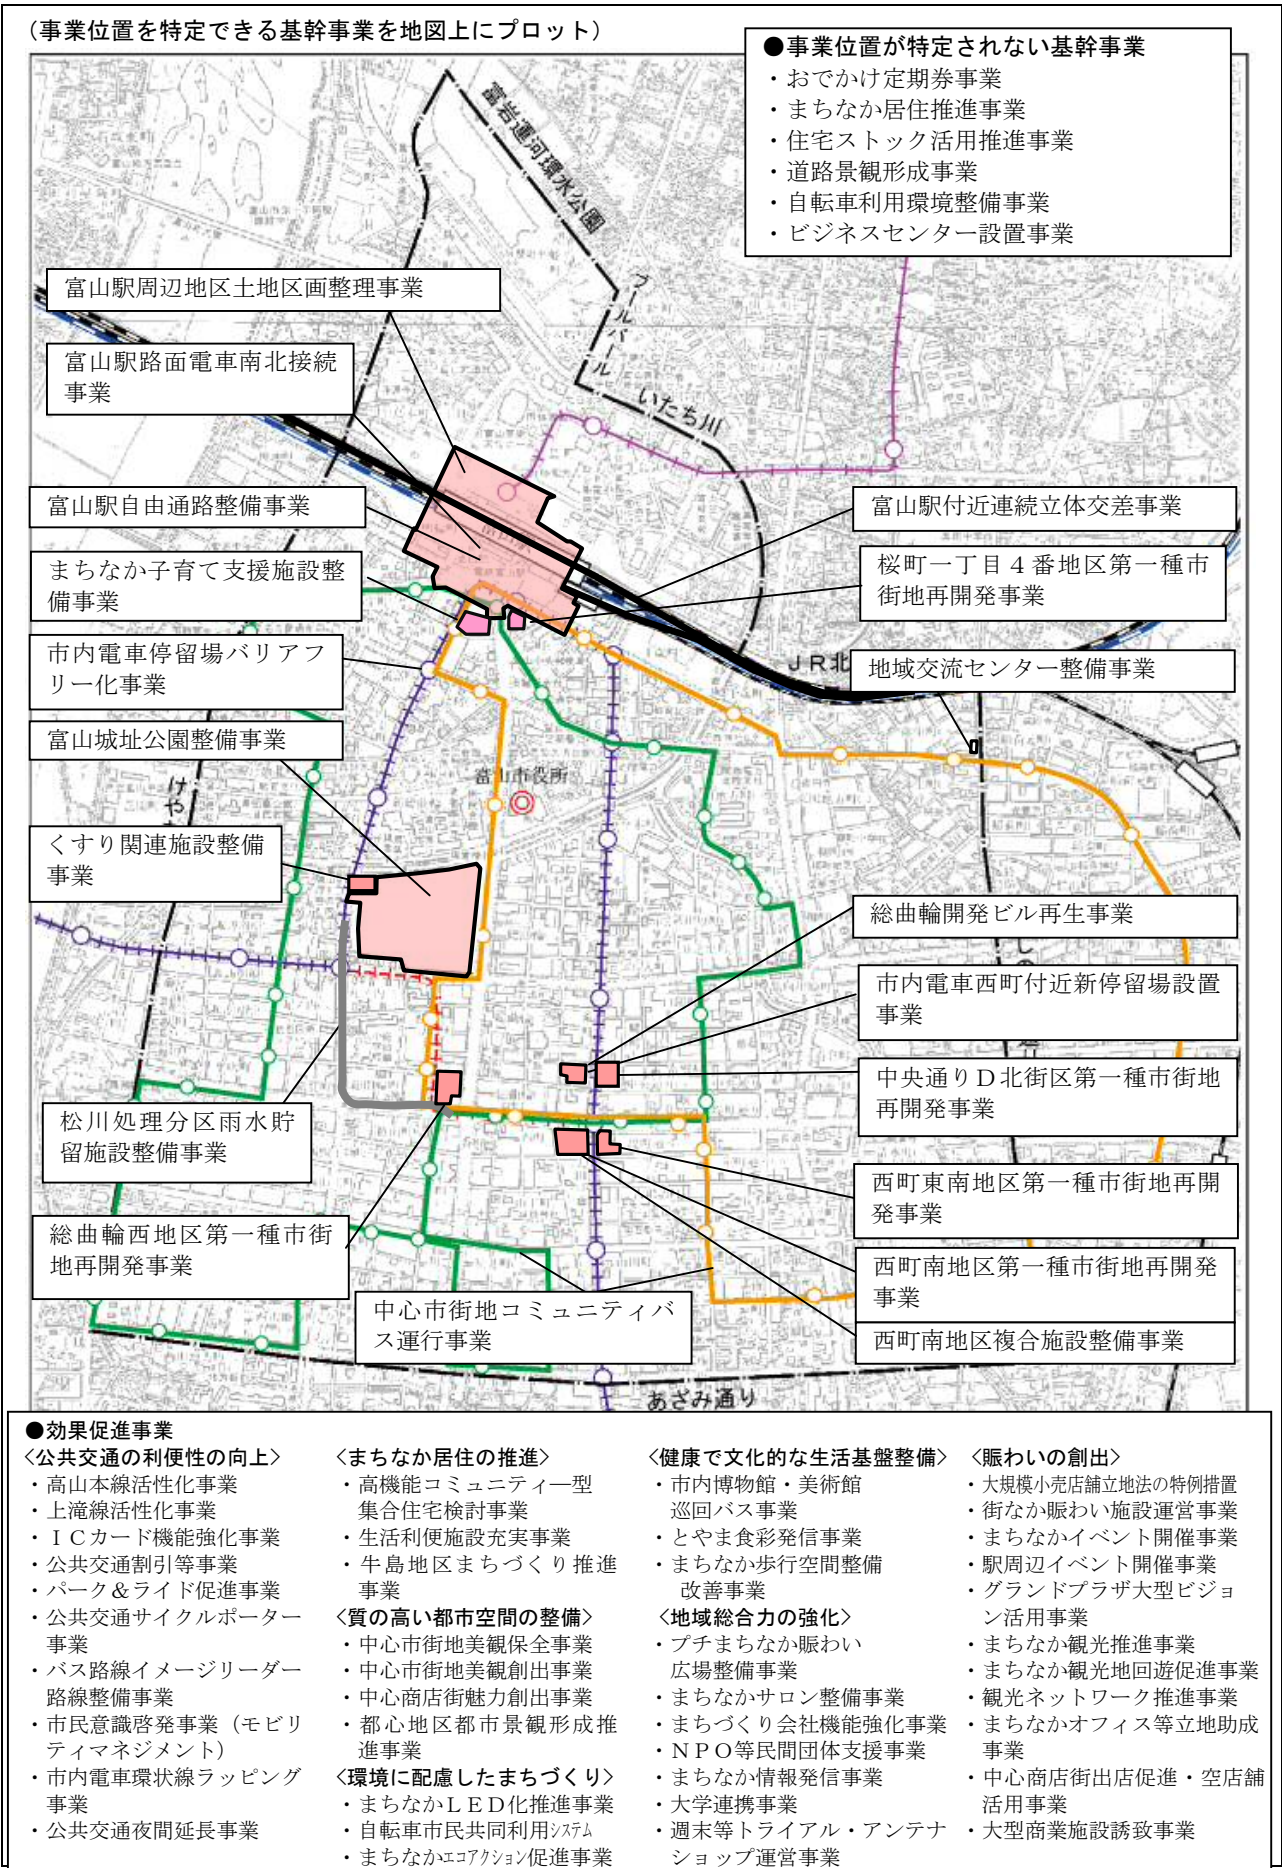 （事業位置を特定できる基幹事業を地図上にプロット）
●事業位置が特定されない基幹事業
・おでかけ定期券事業
・まちなか居住推進事業
・住宅ストック活用推進事業
・道路景観形成事業
・自転車利用環境整備事業
・ビジネスセンター設置事業
富岩運河環水公園
ブールバール
いたち川
富山駅周辺地区土地区画整理事業
富山駅路面電車南北接続
事業
富山駅自由通路整備事業
まちなか子育て支援施設整
備事業
市内電車停留場バリアフ
リー化事業
富山城址公園整備事業
くすり関連施設整備
事業
松川処理分区雨水貯
留施設整備事業
総曲輪西地区第一種市街
地再開発事業
中心市街地コミュニティバ
ス運行事業
富山駅付近連続立体交差事業
桜町一丁目４番地区第一種市
街地再開発事業
ＪＲ北
地域交流センター整備事業
富山市役所
けや
総曲輪開発ビル再生事業
市内電車西町付近新停留場設置
事業
中央通りＤ北街区第一種市街地
再開発事業
西町東南地区第一種市街地再開
発事業
西町南地区第一種市街地再開発
事業
西町南地区複合施設整備事業
あざみ通り
●効果促進事業
〈公共交通の利便性の向上〉
・高山本線活性化事業
・上滝線活性化事業
・ＩＣカード機能強化事業
・公共交通割引等事業
・パーク＆ライド促進事業
・公共交通サイクルポーター
事業
・バス路線イメージリーダー
路線整備事業
・市民意識啓発事業（モビリ
ティマネジメント）
・市内電車環状線ラッピング
事業
・公共交通夜間延長事業
〈まちなか居住の推進〉
・高機能コミュニティ―型
集合住宅検討事業
・生活利便施設充実事業
・牛島地区まちづくり推進
事業
〈質の高い都市空間の整備〉
・中心市街地美観保全事業
・中心市街地美観創出事業
・中心商店街魅力創出事業
・都心地区都市景観形成推
進事業
〈環境に配慮したまちづくり〉
・まちなかＬＥＤ化推進事業
・自転車市民共同利用ｼｽﾃﾑ
・まちなかｴｺｱｸｼｮﾝ促進事業
〈健康で文化的な生活基盤整備〉
・市内博物館・美術館
巡回バス事業
・とやま食彩発信事業
・まちなか歩行空間整備
改善事業
〈地域総合力の強化〉
・プチまちなか賑わい
広場整備事業
・まちなかサロン整備事業
・まちづくり会社機能強化事業
・ＮＰＯ等民間団体支援事業
・まちなか情報発信事業
・大学連携事業
・週末等トライアル・アンテナ
ショップ運営事業
〈賑わいの創出〉
・大規模小売店舗立地法の特例措置
・街なか賑わい施設運営事業
・まちなかイベント開催事業
・駅周辺イベント開催事業
・グランドプラザ大型ビジョ
ン活用事業
・まちなか観光推進事業
・まちなか観光地回遊促進事業
・観光ネットワーク推進事業
・まちなかオフィス等立地助成
事業
・中心商店街出店促進・空店舗
活用事業
・大型商業施設誘致事業